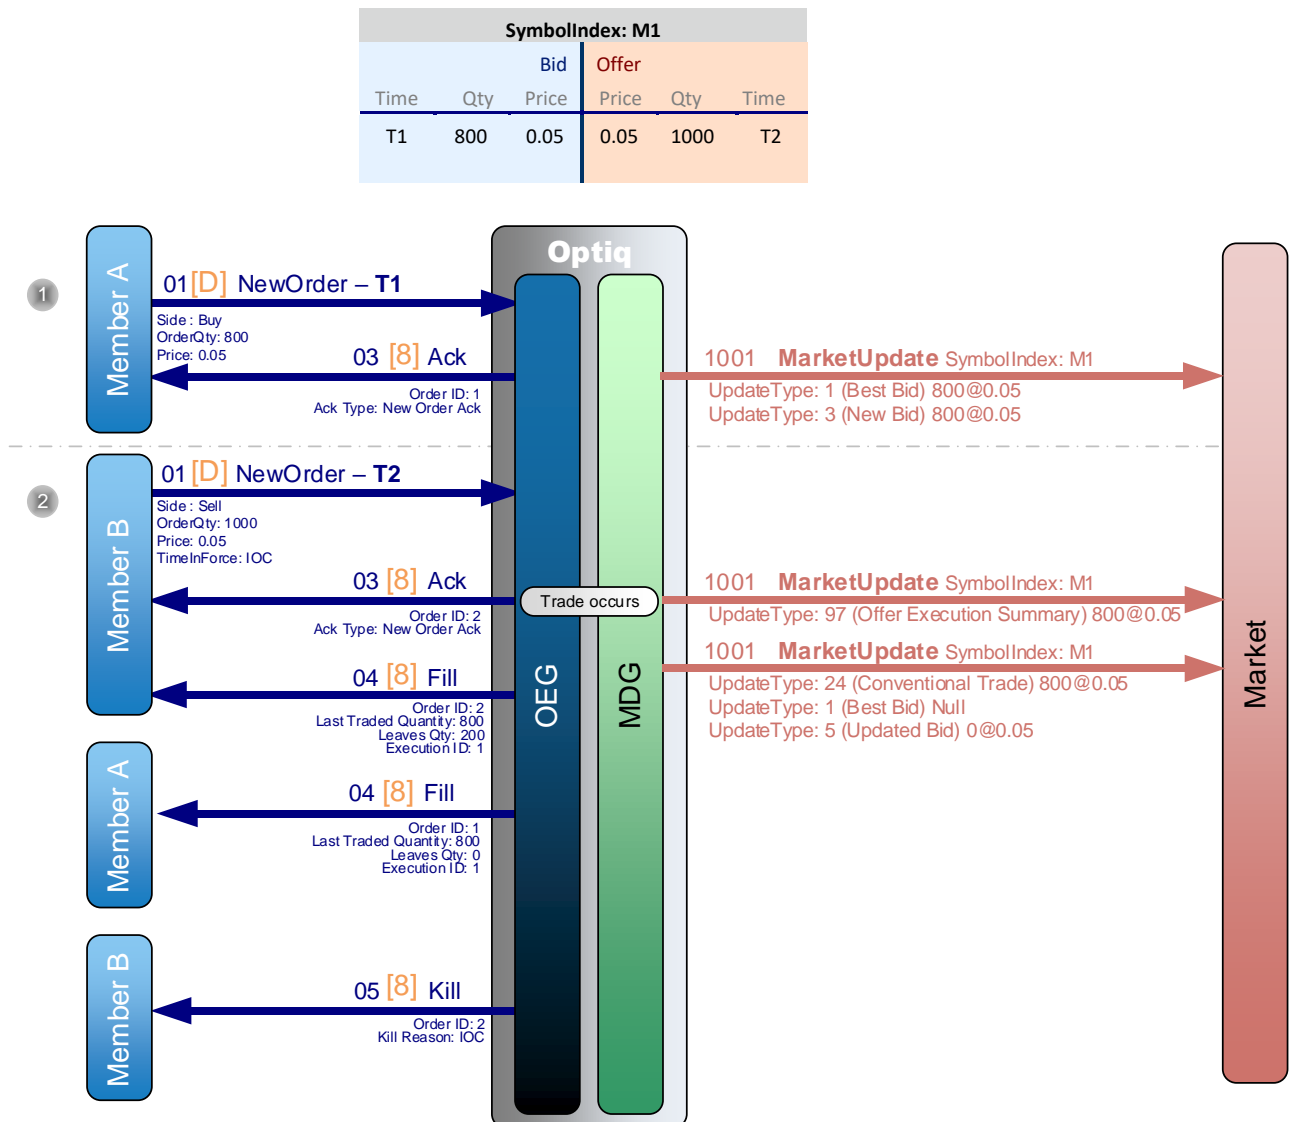 SymbolIndex: M1
Bid Offer
Time Qty Price Price Qty Time
T1 800 0.05 0.05 1000 T2
Optiq
1
Member A
01 [D] NewOrder – T1
Side : Buy
OrderQty: 800
Price: 0.05
03 [8] Ack
Order ID: 1
Ack Type: New Order Ack
1001 MarketUpdate SymbolIndex: M1
UpdateType: 1 (Best Bid) 800@0.05
UpdateType: 3 (New Bid) 800@0.05
2
Member B
01 [D] NewOrder – T2
Side : Sell
OrderQty: 1000
Price: 0.05
TimeInForce: IOC
03 [8] Ack
Order ID: 2
Ack Type: New Order Ack
Trade occurs
1001 MarketUpdate SymbolIndex: M1
UpdateType: 97 (Offer Execution Summary) 800@0.05
1001 MarketUpdate SymbolIndex: M1
UpdateType: 24 (Conventional Trade) 800@0.05
UpdateType: 1 (Best Bid) Null
UpdateType: 5 (Updated Bid) 0@0.05
04 [8] Fill
Order ID: 2
Last Traded Quantity: 800
Leaves Qty: 200
Execution ID: 1
OEG
MDG
Market
Member A
04 [8] Fill
Order ID: 1
Last Traded Quantity: 800
Leaves Qty: 0
Execution ID: 1
Member B
05 [8] Kill
Order ID: 2
Kill Reason: IOC